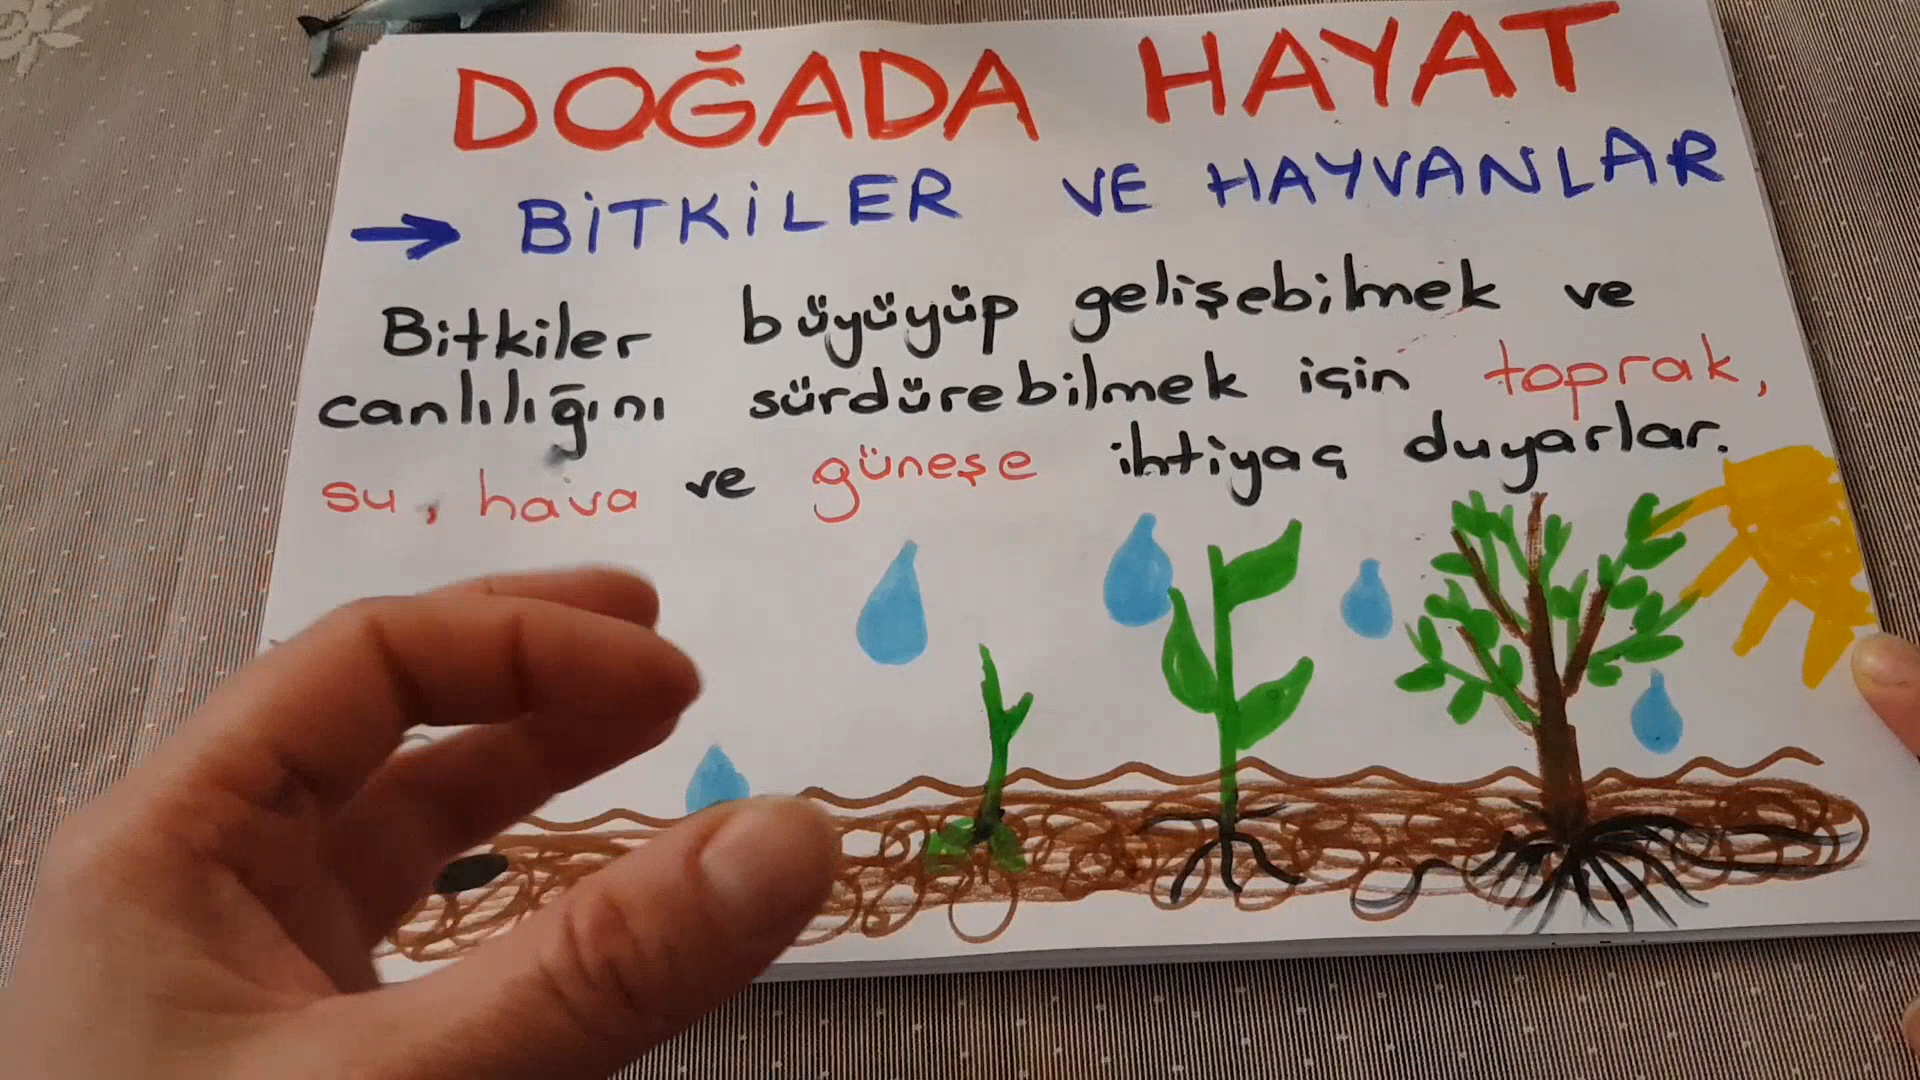 DOĞADA HAYAT
→ BİTKİLER VE HAYVANLAR
Bitkiler büyüyüp gelişebilmek ve
canlılığını sürdürebilmek için toprak,
su, hava ve güneşe ihtiyaç duyarlar.